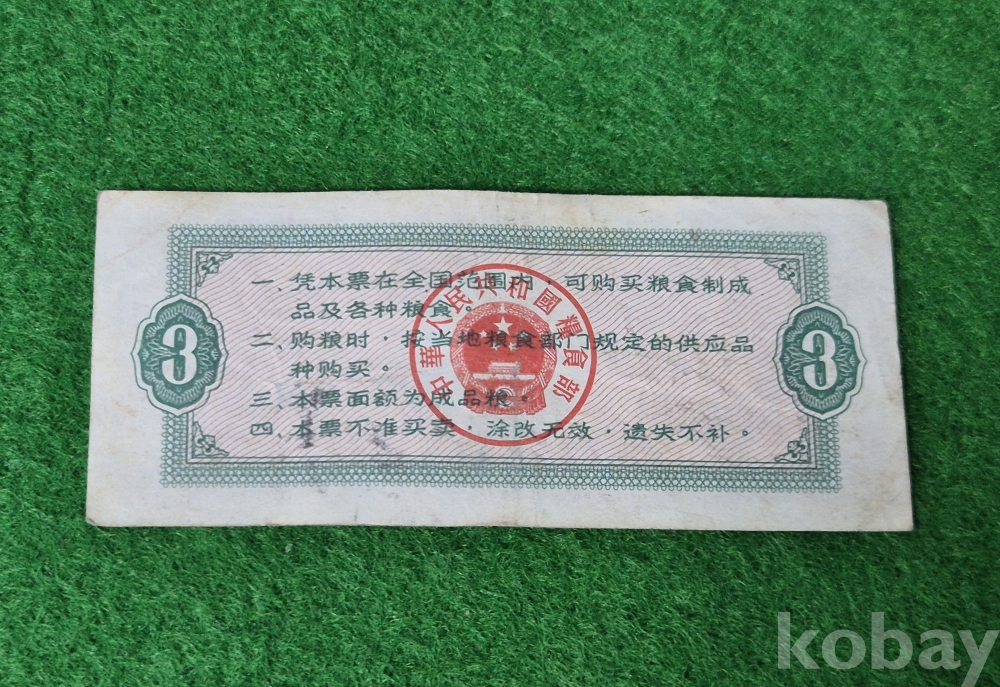 一、凭本票在全国范围内，可购买粮食制成
品及各种粮食。
二、购粮时，按当地粮食部门规定的供应品
种购买。
三、本票面额为成品粮。
四、本票不准买卖，涂改无效，遗失不补。
3
3
中華人民共和國糧食部
kobay